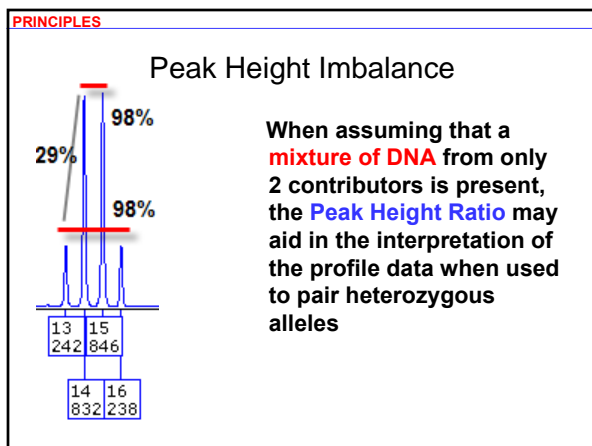 PRINCIPLES
Peak Height Imbalance
98%
29%
98%
When assuming that a
mixture of DNA from only
2 contributors is present,
the Peak Height Ratio may
aid in the interpretation of
the profile data when used
to pair heterozygous
alleles
13 15
242 846
14 16
832 238